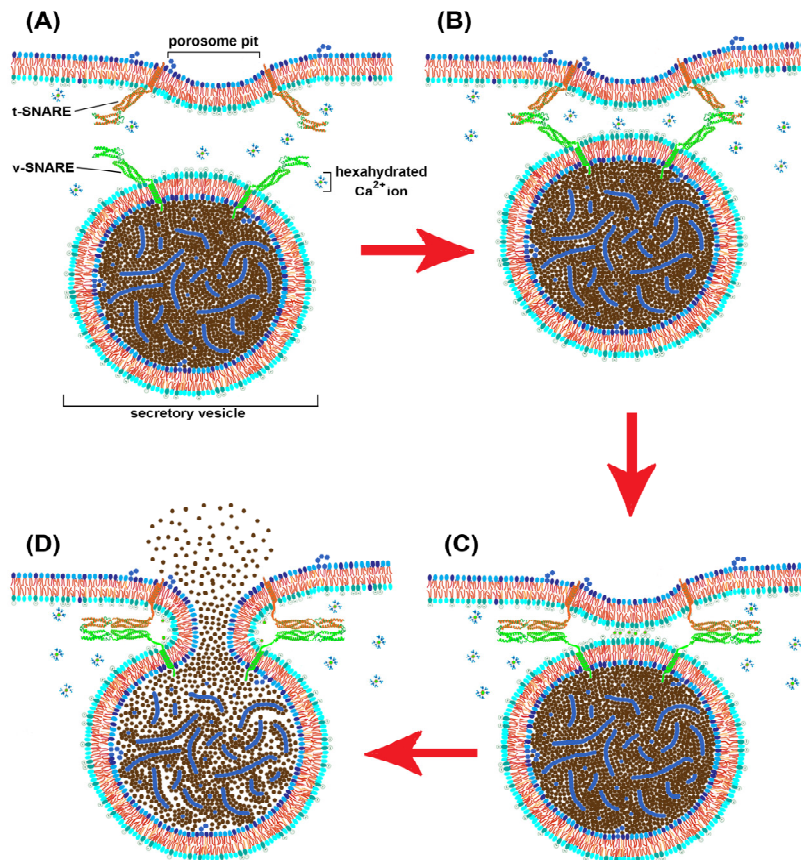 (A)
porosome pit
t-SNARE
v-SNARE
hexahydrated
Ca2+ ion
secretory vesicle
(B)
(D)
(C)